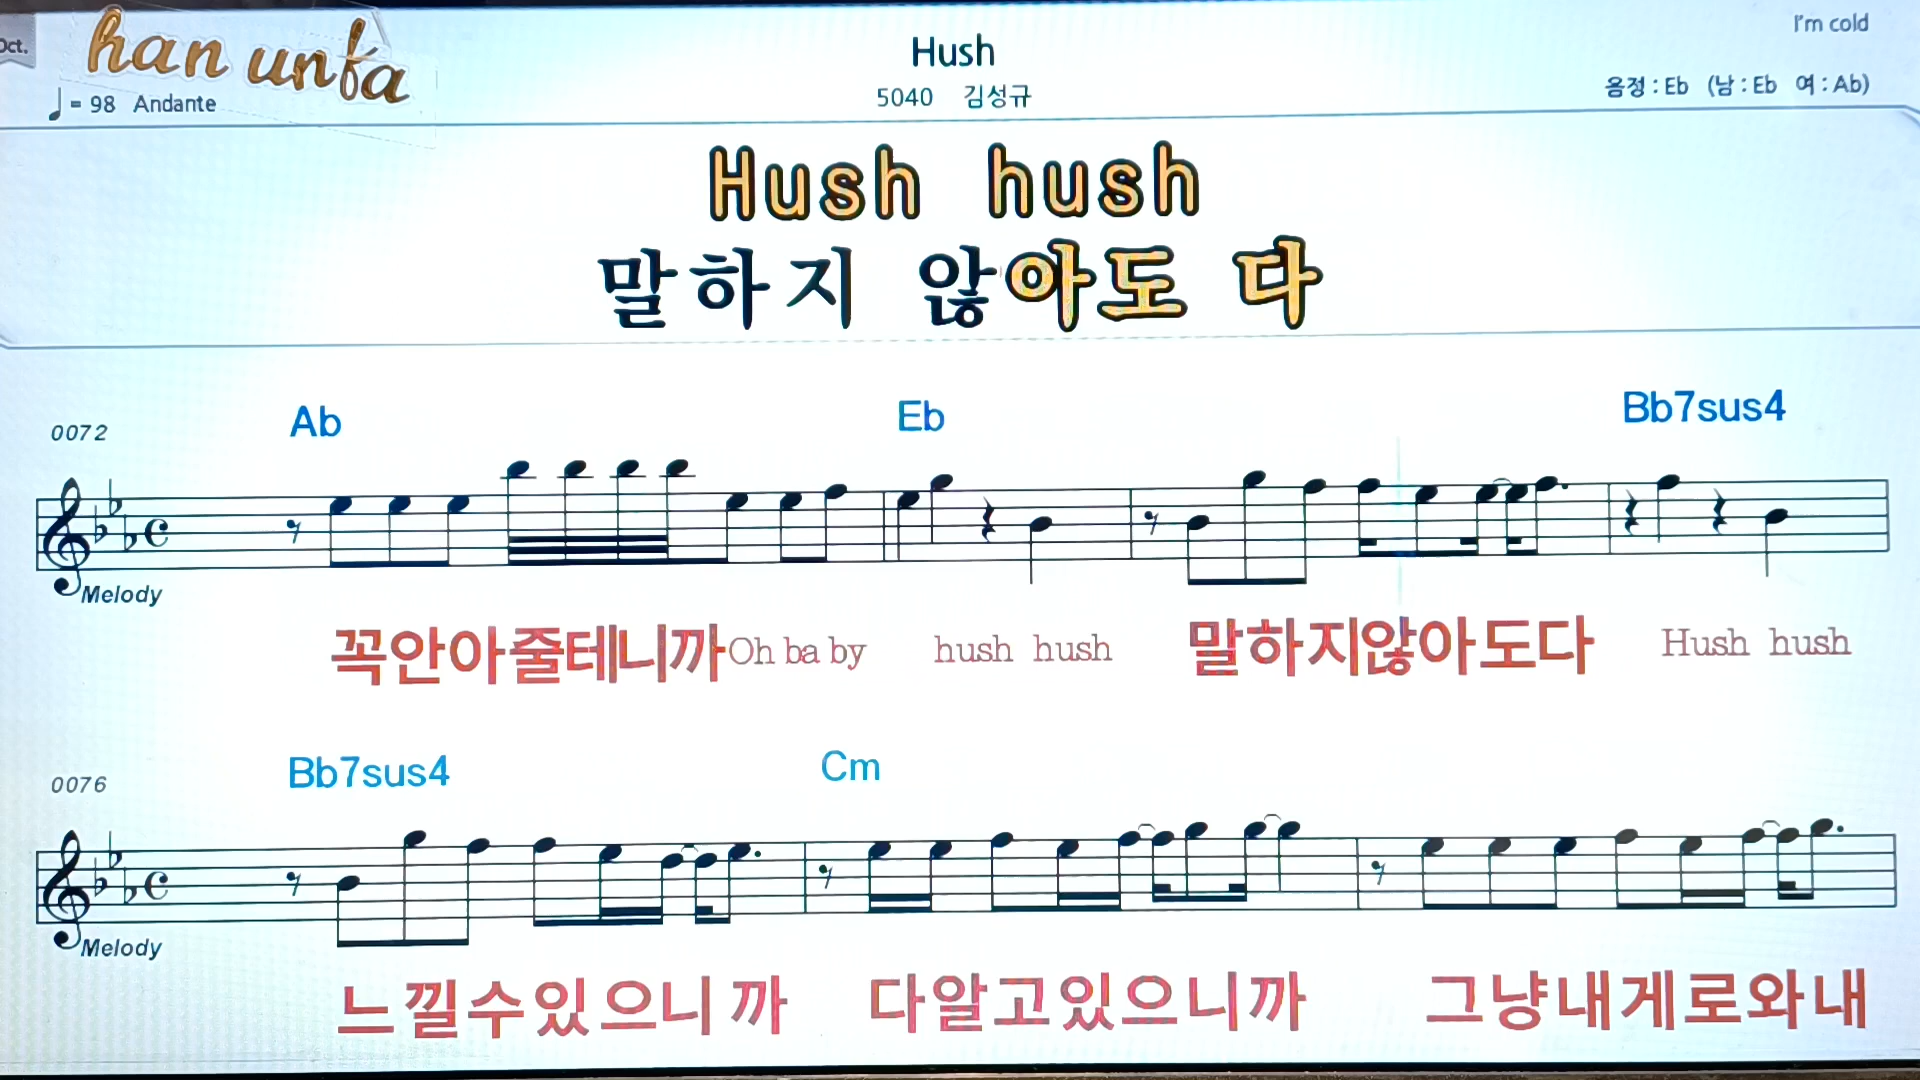 Oct.
han unfa
I'm cold
Hush
♩ = 98 Andante
5040 김성규
음정 : Eb (남 : Eb 여 : Ab)
Hush hush
말하지 않아도 다
0072 Ab Eb Bb7sus4
Melody
꼭안아줄테니까Oh ba by hush hush 말하지않아도다 Hush hush
0076 Bb7sus4 Cm
Melody
느낄수있으니까 다알고있으니까 그냥내게로와내